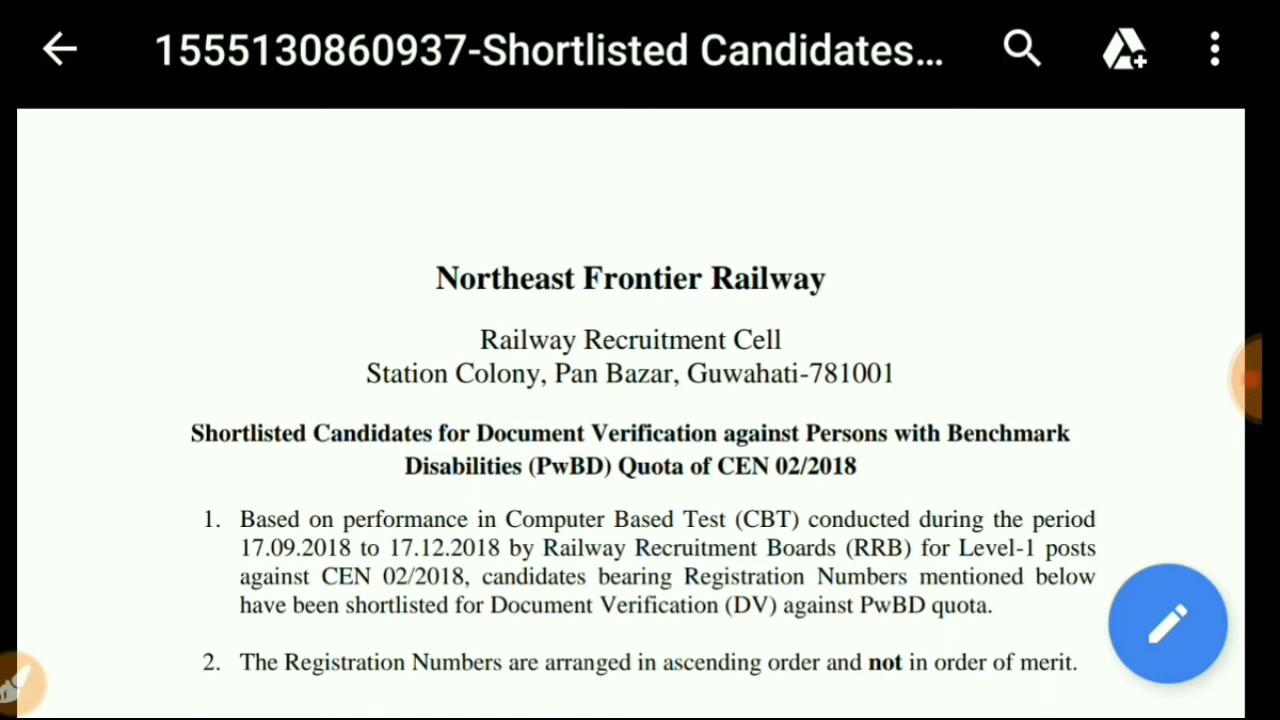 1555130860937-Shortlisted Candidates...
Northeast Frontier Railway
Railway Recruitment Cell
Station Colony, Pan Bazar, Guwahati-781001
Shortlisted Candidates for Document Verification against Persons with Benchmark
Disabilities (PwBD) Quota of CEN 02/2018
1. Based on performance in Computer Based Test (CBT) conducted during the period
17.09.2018 to 17.12.2018 by Railway Recruitment Boards (RRB) for Level-1 posts
against CEN 02/2018, candidates bearing Registration Numbers mentioned below
have been shortlisted for Document Verification (DV) against PwBD quota.
2. The Registration Numbers are arranged in ascending order and not in order of merit.